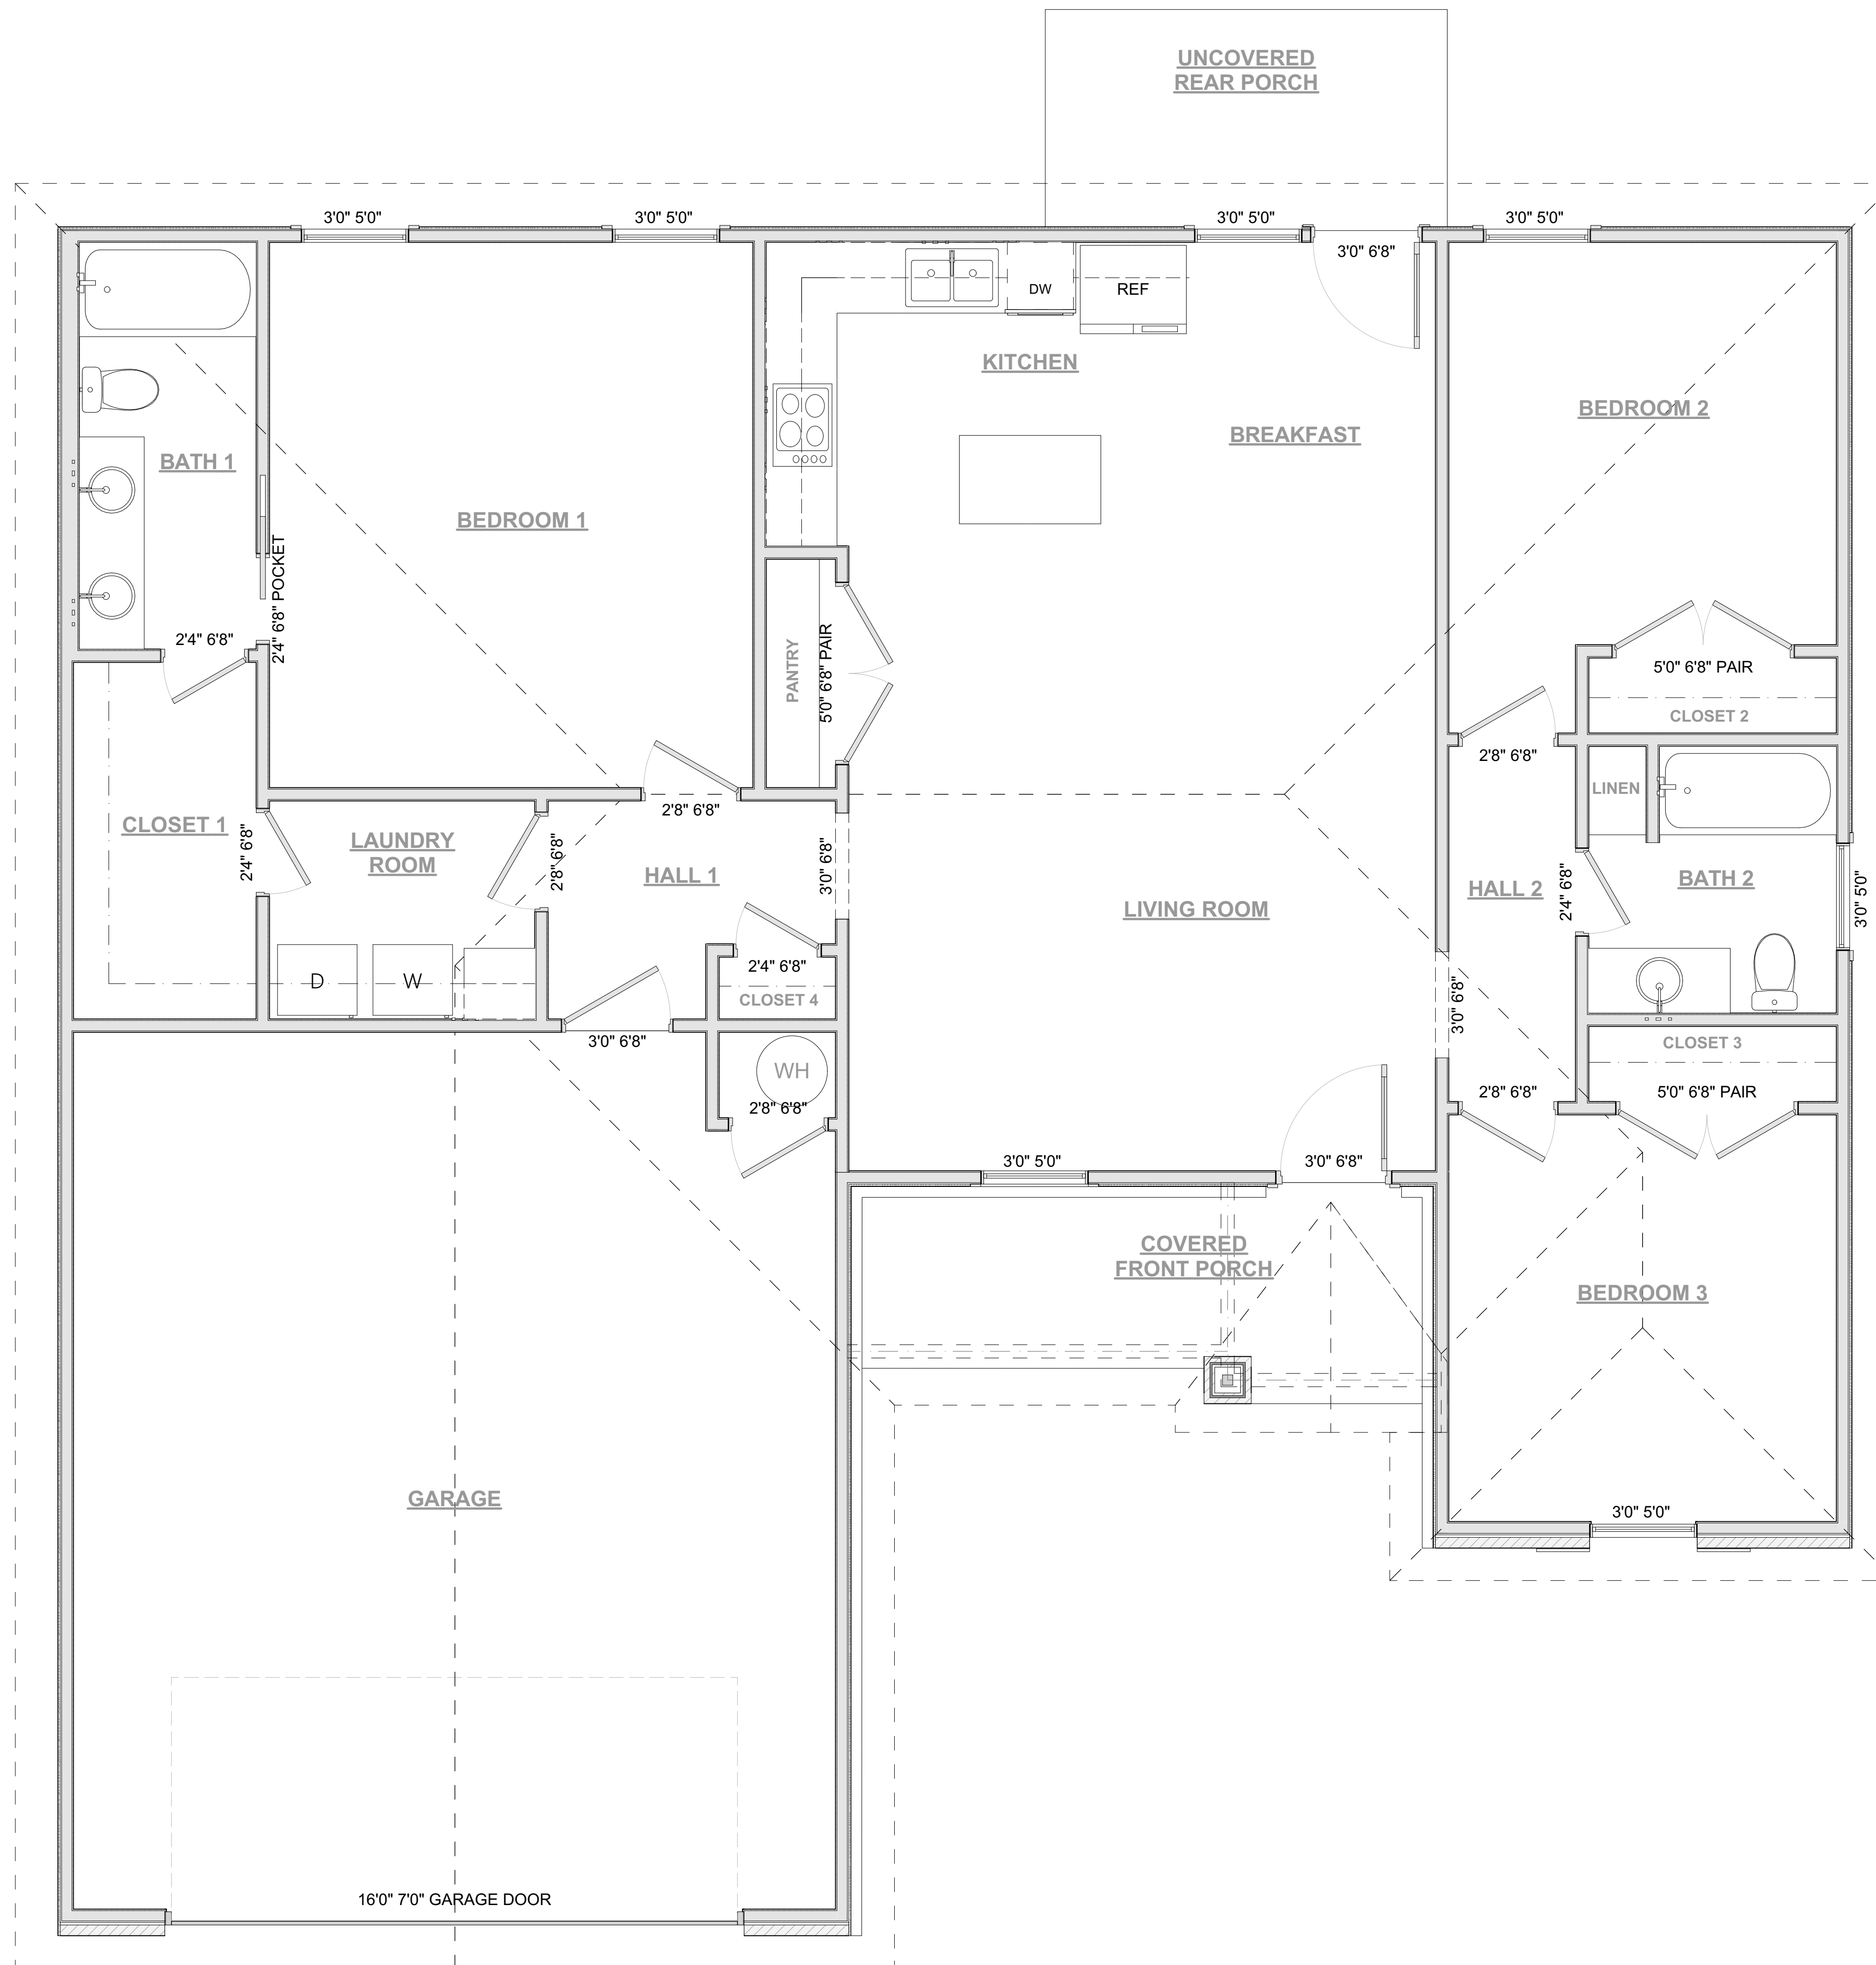 UNCOVERED
REAR PORCH
3'0" 5'0"
3'0" 5'0"
3'0" 5'0"
3'0" 5'0"
3'0" 6'8"
DW
REF
KITCHEN
BEDROOM 2
BREAKFAST
BATH 1
BEDROOM 1
2'4" 6'8" POCKET
2'4" 6'8"
PANTRY
5'0" 6'8" PAIR
5'0" 6'8" PAIR
CLOSET 2
2'8" 6'8"
LINEN
2'8" 6'8"
CLOSET 1
2'4" 6'8"
LAUNDRY
ROOM
2'8" 6'8"
HALL 1
3'0" 6'8"
LIVING ROOM
HALL 2
2'4" 6'8"
BATH 2
3'0" 5'0"
D
W
2'4" 6'8"
CLOSET 4
3'0" 6'8"
3'0" 6'8"
CLOSET 3
WH
2'8" 6'8"
2'8" 6'8"
5'0" 6'8" PAIR
3'0" 5'0"
3'0" 6'8"
COVERED
FRONT PORCH
BEDROOM 3
GARAGE
3'0" 5'0"
16'0" 7'0" GARAGE DOOR